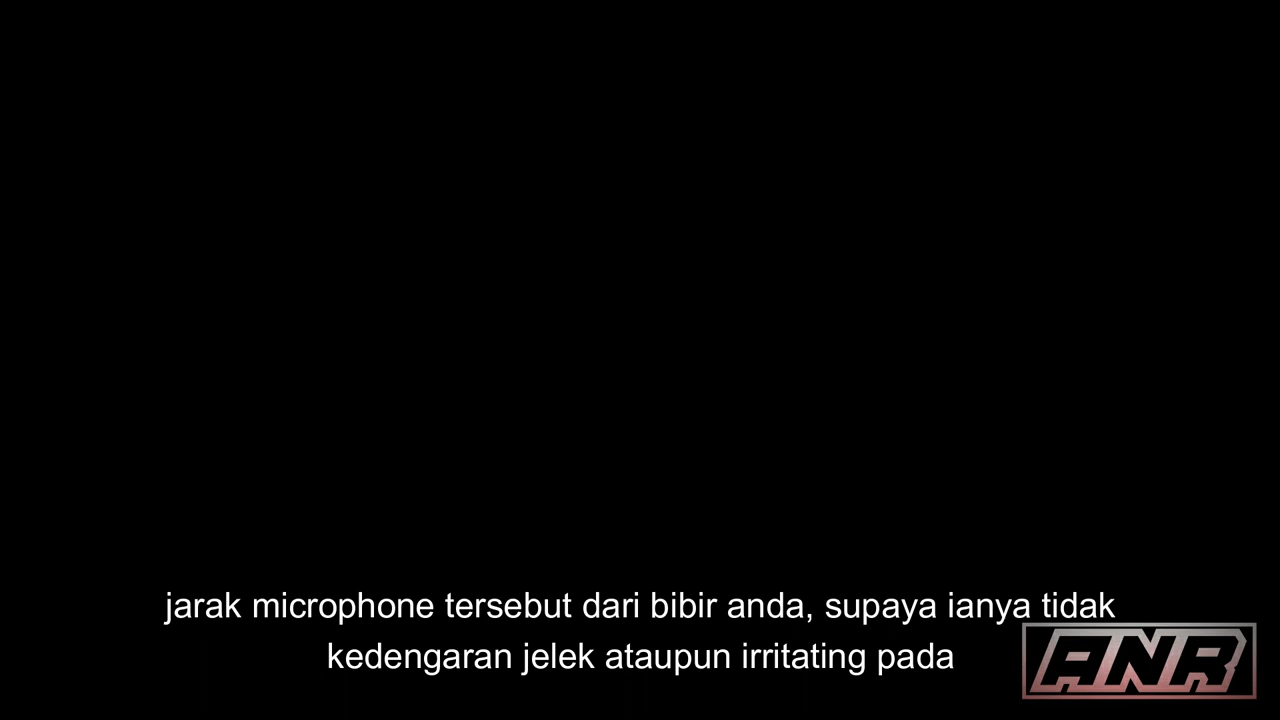 jarak microphone tersebut dari bibir anda, supaya ianya tidak
kedengaran jelek ataupun irritating pada
ANR